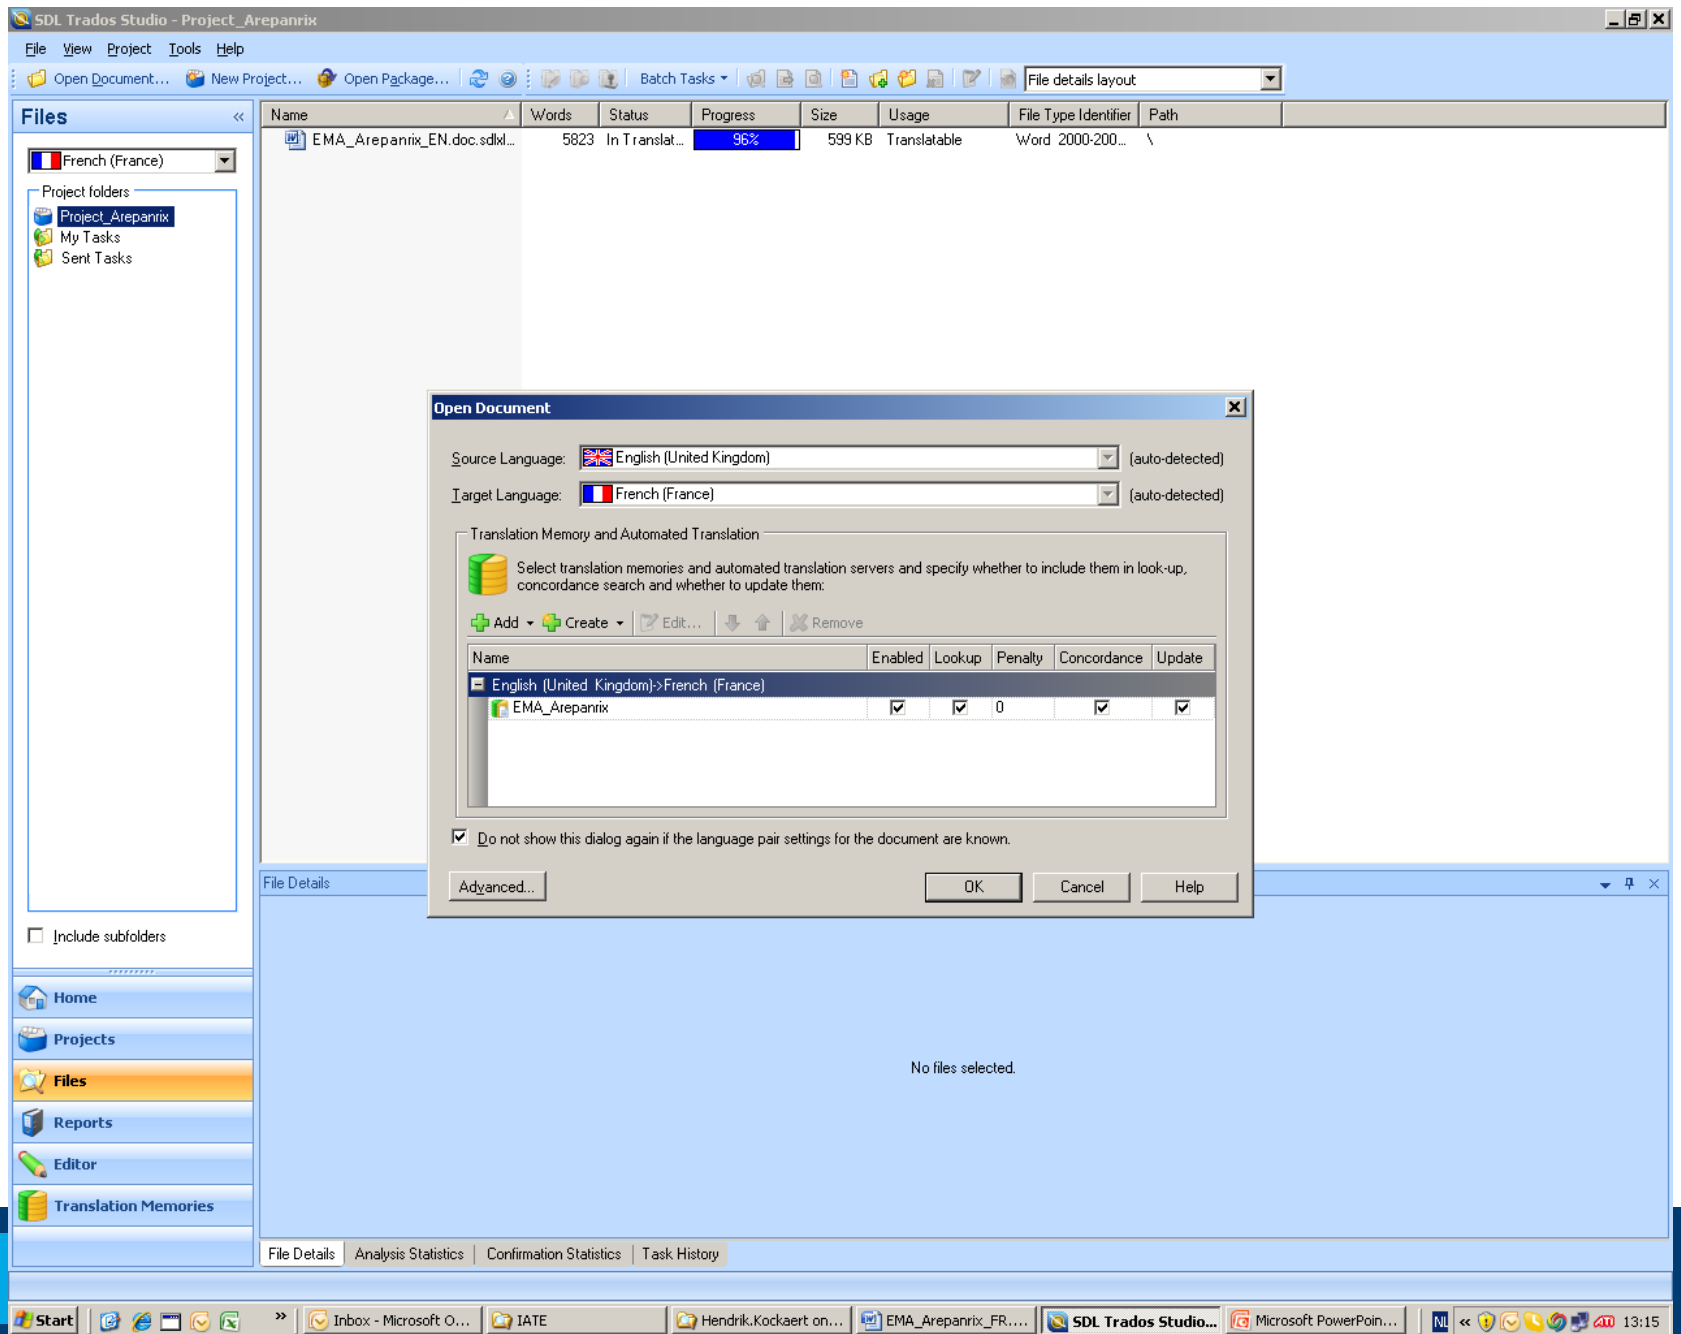 SDL Trados Studio - Project_Arepanrix
File View Project Tools Help
Open Document... New Project... Open Package... Batch Tasks File details layout
Files «
French (France)
Project folders
Project_Arepanrix
My Tasks
Sent Tasks
Name Words Status Progress Size Usage File Type Identifier Path
EMA_Arepanrix_EN.doc.sdlxl... 5823 In Translat... 96% 599 KB Translatable Word 2000-200... \
Open Document
Source Language: English (United Kingdom) (auto-detected)
Target Language: French (France) (auto-detected)
Translation Memory and Automated Translation
Select translation memories and automated translation servers and specify whether to include them in look-up,
concordance search and whether to update them:
Add Create Edit... Remove
Name Enabled Lookup Penalty Concordance Update
English (United Kingdom)->French (France)
EMA_Arepanrix 0
Do not show this dialog again if the language pair settings for the document are known.
Advanced... OK Cancel Help
File Details
Include subfolders
Home
Projects
Files
Reports
Editor
Translation Memories
No files selected.
File Details Analysis Statistics Confirmation Statistics Task History
Start » Inbox - Microsoft O... IATE Hendrik.Kockaert on... EMA_Arepanrix_FR.... SDL Trados Studio... Microsoft PowerPoin... NL « 13:15